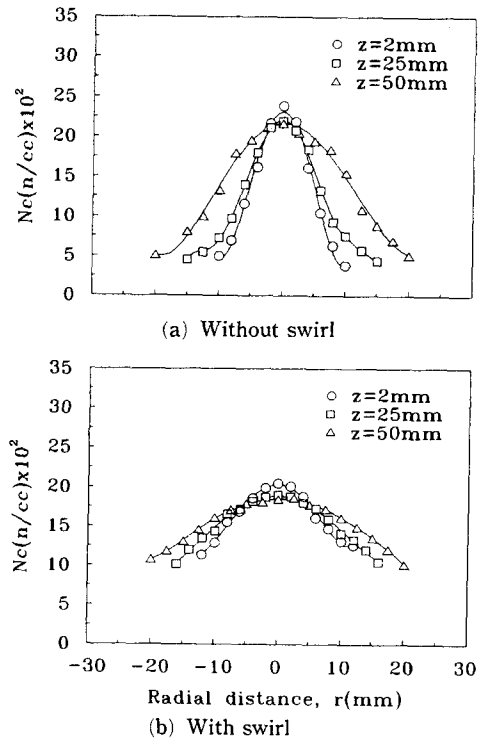 35
30
25
20
15
10
5
0
Nc(n/cc)x10²
z=2mm
z=25mm
z=50mm
(a) Without swirl
35
30
25
20
15
10
5
0
Nc(n/cc)x10²
z=2mm
z=25mm
z=50mm
-30 -20 -10 0 10 20 30
Radial distance, r(mm)
(b) With swirl